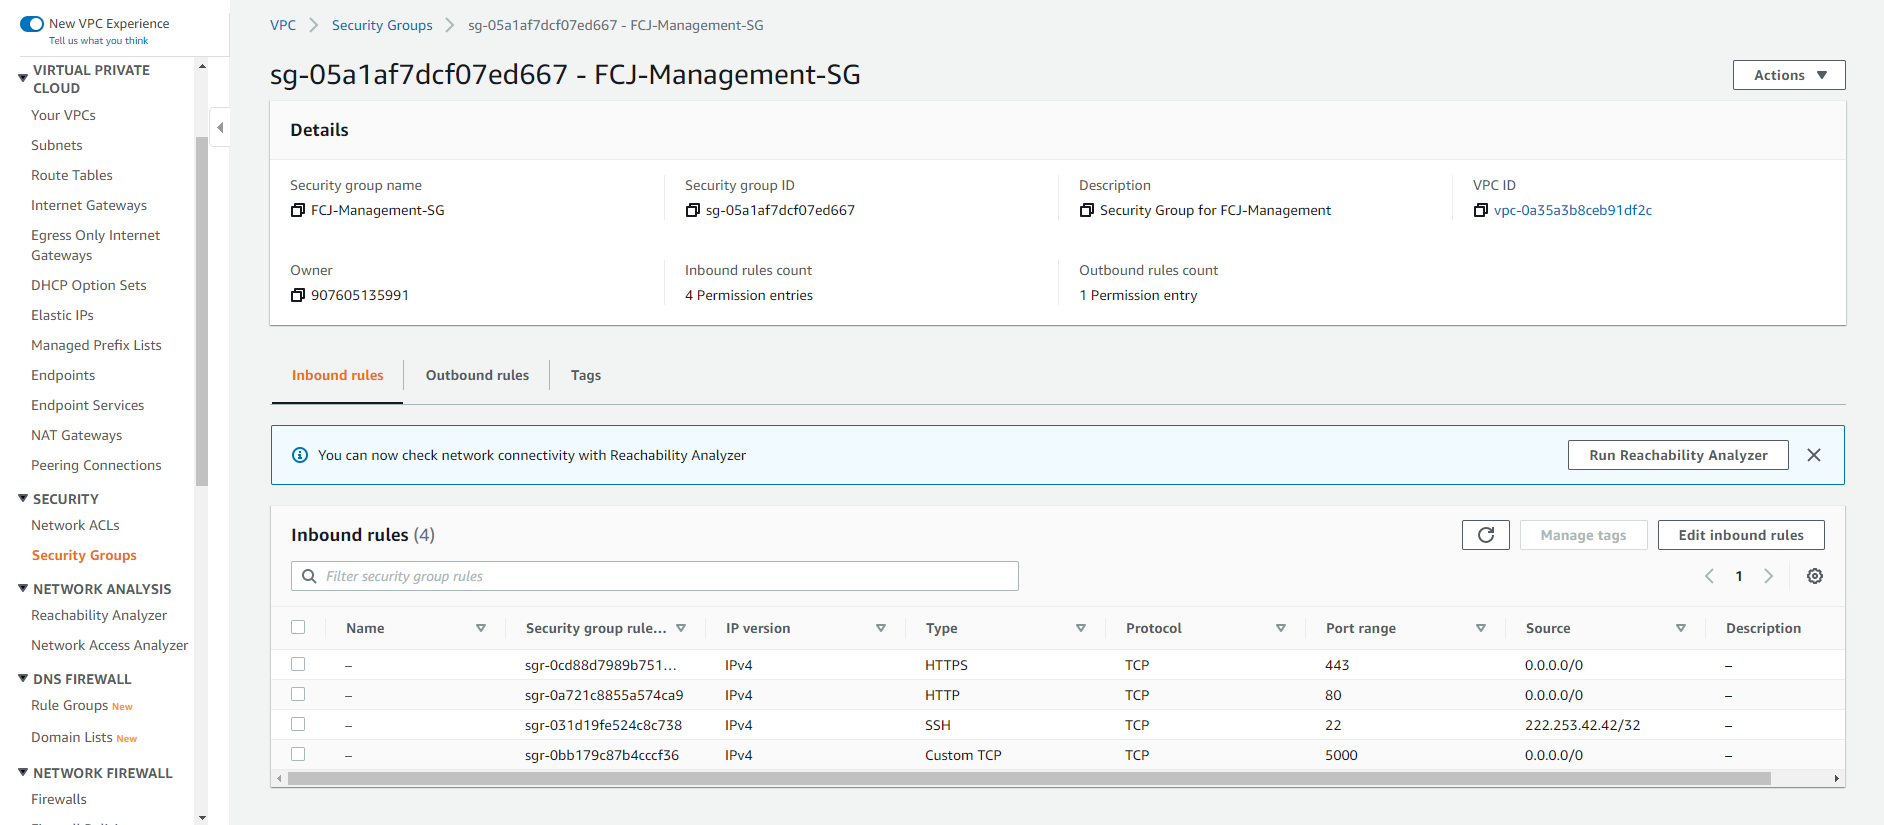 New VPC Experience
Tell us what you think
VIRTUAL PRIVATE
CLOUD
Your VPCs
Subnets
Route Tables
Internet Gateways
Egress Only Internet
Gateways
DHCP Option Sets
Elastic IPs
Managed Prefix Lists
Endpoints
Endpoint Services
NAT Gateways
Peering Connections
SECURITY
Network ACLs
Security Groups
NETWORK ANALYSIS
Reachability Analyzer
Network Access Analyzer
DNS FIREWALL
Rule Groups New
Domain Lists New
NETWORK FIREWALL
Firewalls
VPC Security Groups sg-05a1af7dcf07ed667 - FCJ-Management-SG
sg-05a1af7dcf07ed667 - FCJ-Management-SG
Actions
Details
Security group name Security group ID Description VPC ID
FCJ-Management-SG sg-05a1af7dcf07ed667 Security Group for FCJ-Management vpc-0a35a3b8ceb91df2c
Owner Inbound rules count Outbound rules count
907605135991 4 Permission entries 1 Permission entry
Inbound rules Outbound rules Tags
You can now check network connectivity with Reachability Analyzer Run Reachability Analyzer
Inbound rules (4) Manage tags Edit inbound rules
Filter security group rules 1
Name Security group rule... IP version Type Protocol Port range Source Description
– sgr-0cd88d7989b751... IPv4 HTTPS TCP 443 0.0.0.0/0 –
– sgr-0a721c8855a574ca9 IPv4 HTTP TCP 80 0.0.0.0/0 –
– sgr-031d19fe524c8c738 IPv4 SSH TCP 22 222.253.42.42/32 –
– sgr-0bb179c87b4cccf36 IPv4 Custom TCP TCP 5000 0.0.0.0/0 –